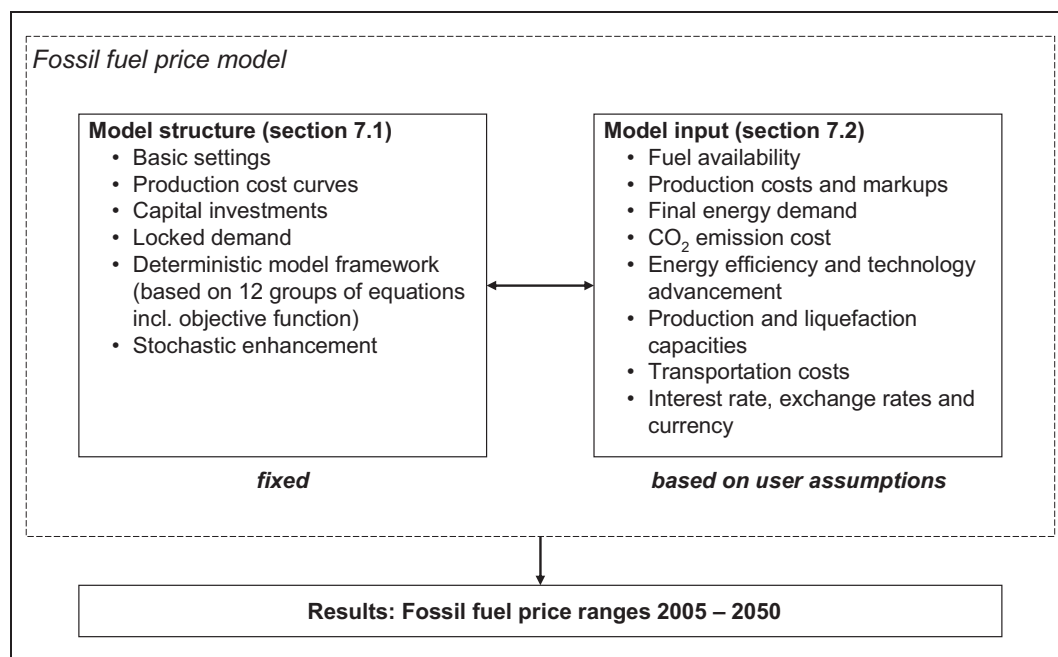 Fossil fuel price model
Model structure (section 7.1)
• Basic settings
• Production cost curves
• Capital investments
• Locked demand
• Deterministic model framework
(based on 12 groups of equations
incl. objective function)
• Stochastic enhancement
fixed
Model input (section 7.2)
• Fuel availability
• Production costs and markups
• Final energy demand
• CO₂ emission cost
• Energy efficiency and technology
advancement
• Production and liquefaction
capacities
• Transportation costs
• Interest rate, exchange rates and
currency
based on user assumptions
Results: Fossil fuel price ranges 2005 – 2050